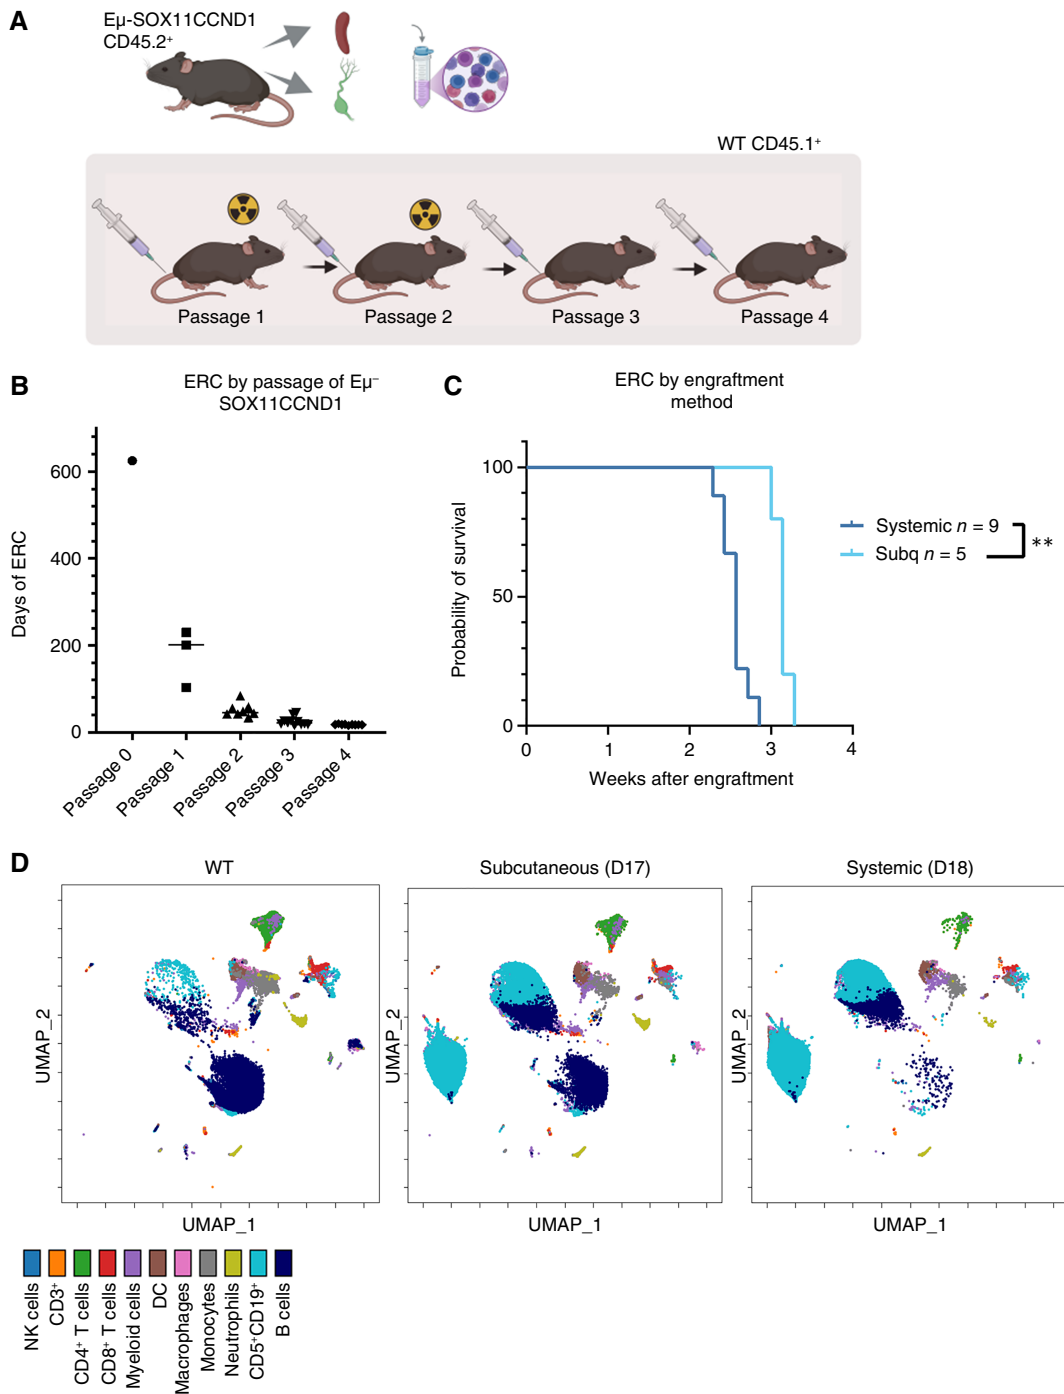 A
Eμ-SOX11CCND1
CD45.2⁺
WT CD45.1⁺
Passage 1
Passage 2
Passage 3
Passage 4
B
ERC by passage of Eμ⁻
SOX11CCND1
Days of ERC
600
400
200
0
Passage 0
Passage 1
Passage 2
Passage 3
Passage 4
C
ERC by engraftment
method
Probability of survival
100
50
0
0 1 2 3 4
Weeks after engraftment
Systemic n = 9
Subq n = 5
**
D
WT
Subcutaneous (D17)
Systemic (D18)
UMAP_2
UMAP_2
UMAP_2
UMAP_1
UMAP_1
UMAP_1
NK cells
CD3⁺
CD4⁺ T cells
CD8⁺ T cells
Myeloid cells
DC
Macrophages
Monocytes
Neutrophils
CD5⁺CD19⁺
B cells